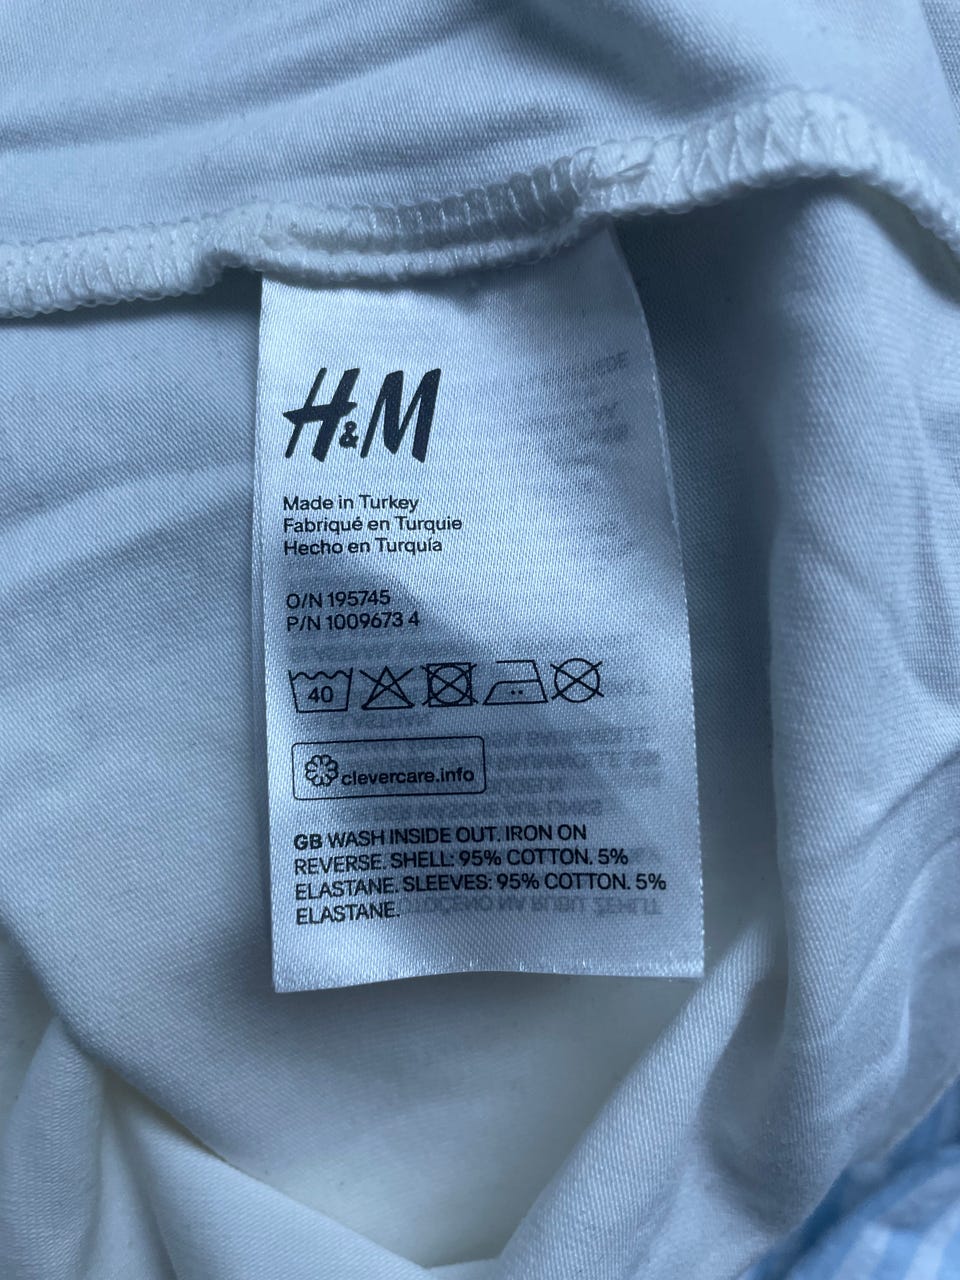 H&M
Made in Turkey
Fabriqué en Turquie
Hecho en Turquía
O/N 195745
P/N 1009673 4
40
clevercare.info
GB WASH INSIDE OUT. IRON ON
REVERSE. SHELL: 95% COTTON. 5%
ELASTANE. SLEEVES: 95% COTTON. 5%
ELASTANE.